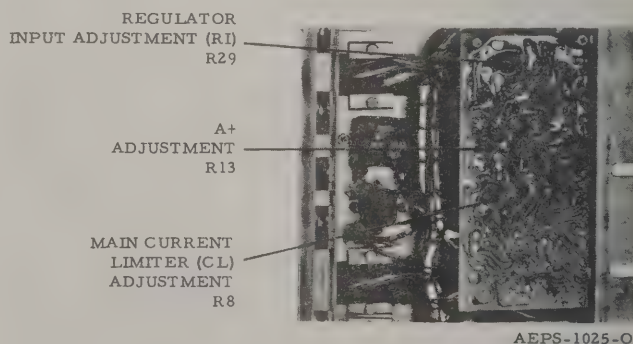 REGULATOR
INPUT ADJUSTMENT (RI)
R29
A+
ADJUSTMENT
R13
MAIN CURRENT
LIMITER (CL)
ADJUSTMENT
R8
AEPS-1025-O